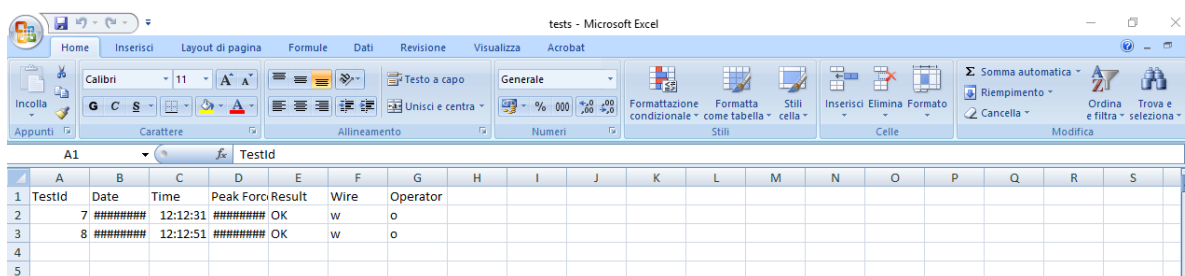 tests - Microsoft Excel
Home Inserisci Layout di pagina Formule Dati Revisione Visualizza Acrobat
Incolla
Calibri 11 A A
G C S A
Testo a capo
Unisci e centra
Generale
% 000 ,00 ,00
Formattazione condizionale
Formatta come tabella
Stili cella
Inserisci Elimina Formato
Σ Somma automatica
Riempimento
Cancella
Ordina e filtra
Trova e seleziona
Appunti Carattere Allineamento Numeri Stili Celle Modifica
A1 fx TestId
A B C D E F G H I J K L M N O P Q R S
1 TestId Date Time Peak Forc Result Wire Operator
2 7 ######## 12:12:31 ######## OK w o
3 8 ######## 12:12:51 ######## OK w o
4
5